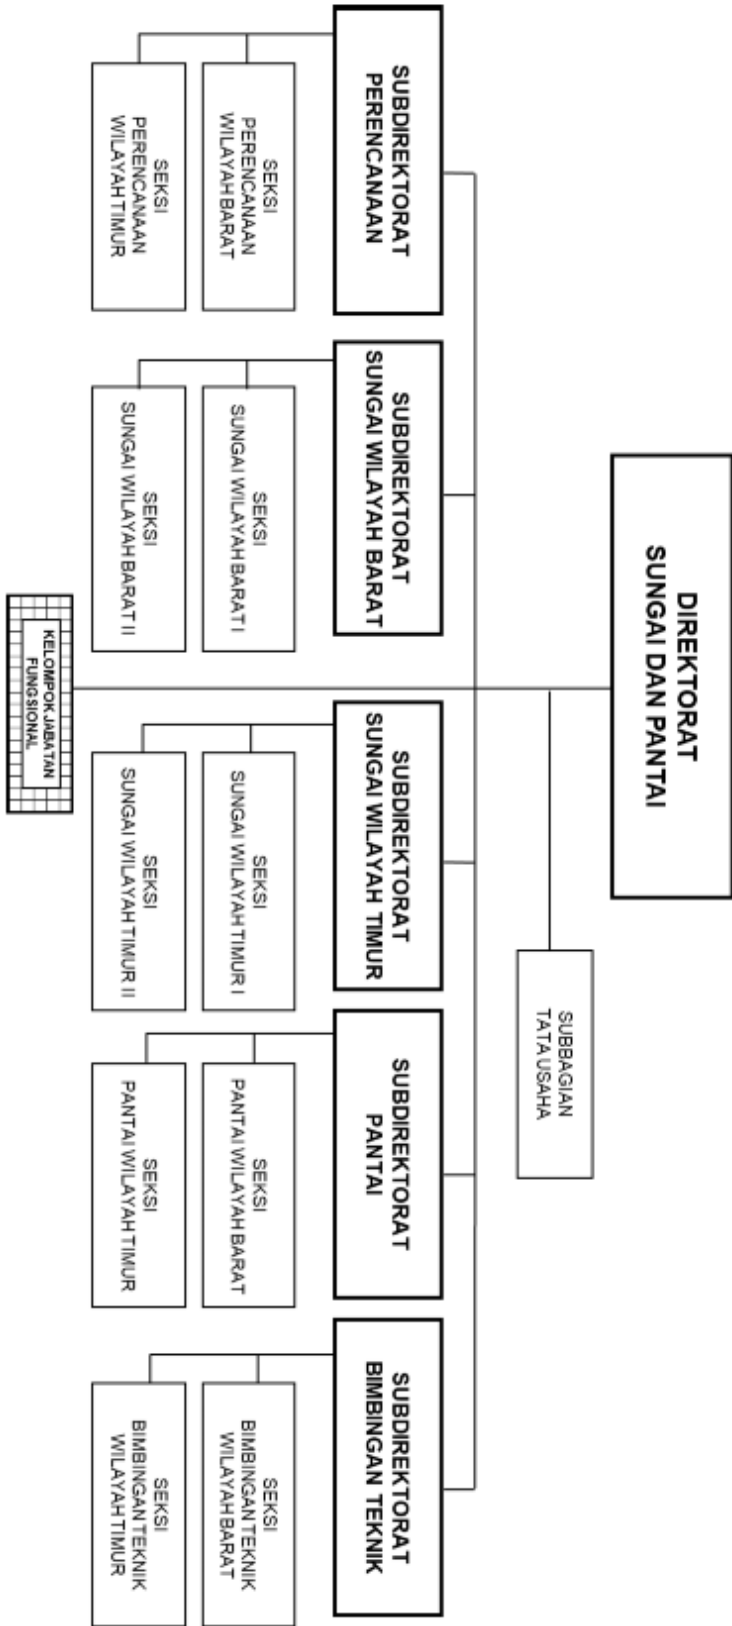 DIREKTORAT
SUNGAI DAN PANTAI
SUBBAGIAN
TATA USAHA
SUBDIREKTORAT
PERENCANAAN
SUBDIREKTORAT
SUNGAI WILAYAH BARAT
SUBDIREKTORAT
SUNGAI WILAYAH TIMUR
SUBDIREKTORAT
PANTAI
SUBDIREKTORAT
BIMBINGAN TEKNIK
SEKSI
PERENCANAAN
WILAYAH BARAT
SEKSI
SUNGAI WILAYAH BARAT I
SEKSI
SUNGAI WILAYAH TIMUR I
SEKSI
PANTAI WILAYAH BARAT
SEKSI
BIMBINGAN TEKNIK
WILAYAH BARAT
SEKSI
PERENCANAAN
WILAYAH TIMUR
SEKSI
SUNGAI WILAYAH BARAT II
SEKSI
SUNGAI WILAYAH TIMUR II
SEKSI
PANTAI WILAYAH TIMUR
SEKSI
BIMBINGAN TEKNIK
WILAYAH TIMUR
KELOMPOK JABATAN
FUNGSIONAL